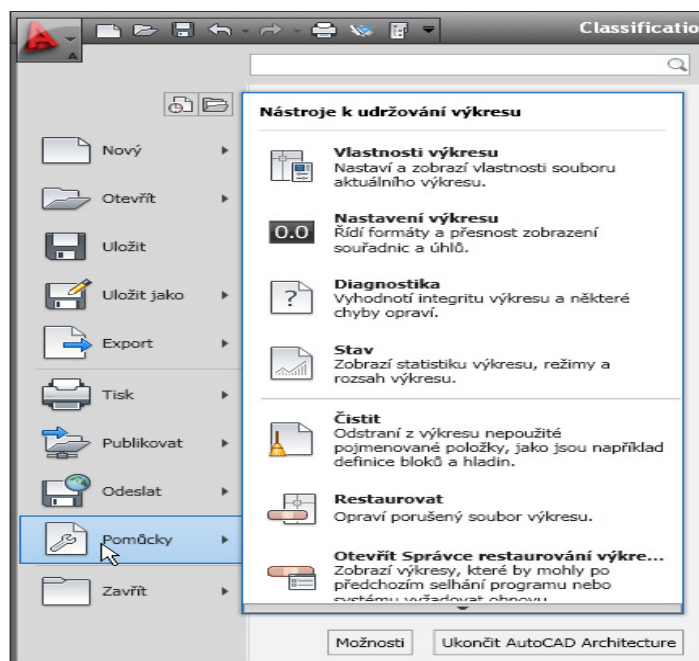 Classificatio
A
Nástroje k udržování výkresu
Nový
Otevřít
Uložit
Uložit jako
Export
Tisk
Publikovat
Odeslat
Pomůcky
Zavřít
Vlastnosti výkresu
Nastaví a zobrazí vlastnosti souboru
aktuálního výkresu.
0.0
Nastavení výkresu
Řídí formáty a přesnost zobrazení
souřadnic a úhlů.
?
Diagnostika
Vyhodnotí integritu výkresu a některé
chyby opraví.
Stav
Zobrazí statistiku výkresu, režimy a
rozsah výkresu.
Čistit
Odstraní z výkresu nepoužité
pojmenované položky, jako jsou například
definice bloků a hladin.
Restaurovat
Opraví porušený soubor výkresu.
Otevřít Správce restaurování výkre...
Zobrazí výkresy, které by mohly po
předchozím selhání programu nebo
systému vyžadovat obnovu.
Možnosti
Ukončit AutoCAD Architecture